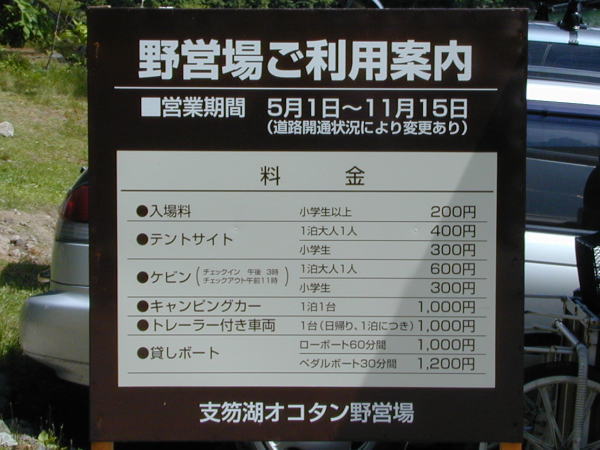 野営場ご利用案内
■営業期間 5月1日～11月15日
(道路開通状況により変更あり)
料 金
●入場料 小学生以上 200円
●テントサイト 1泊大人1人 400円
小学生 300円
●ケビン (チェックイン 午後 3時 チェックアウト午前11時) 1泊大人1人 600円
小学生 300円
●キャンピングカー 1泊1台 1,000円
●トレーラー付き車両 1台(日帰り、1泊につき) 1,000円
●貸しボート ローボート60分間 1,000円
ペダルボート30分間 1,200円
支笏湖オコタン野営場